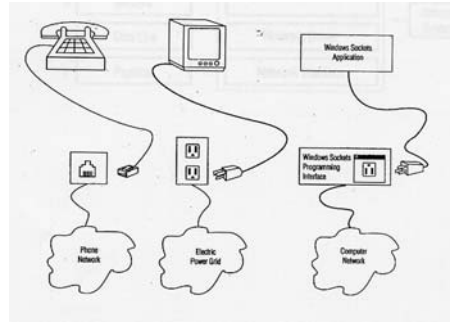 Windows Sockets
Application
Windows Sockets
Programming
Interface
Phone
Network
Electric
Power Grid
Computer
Network